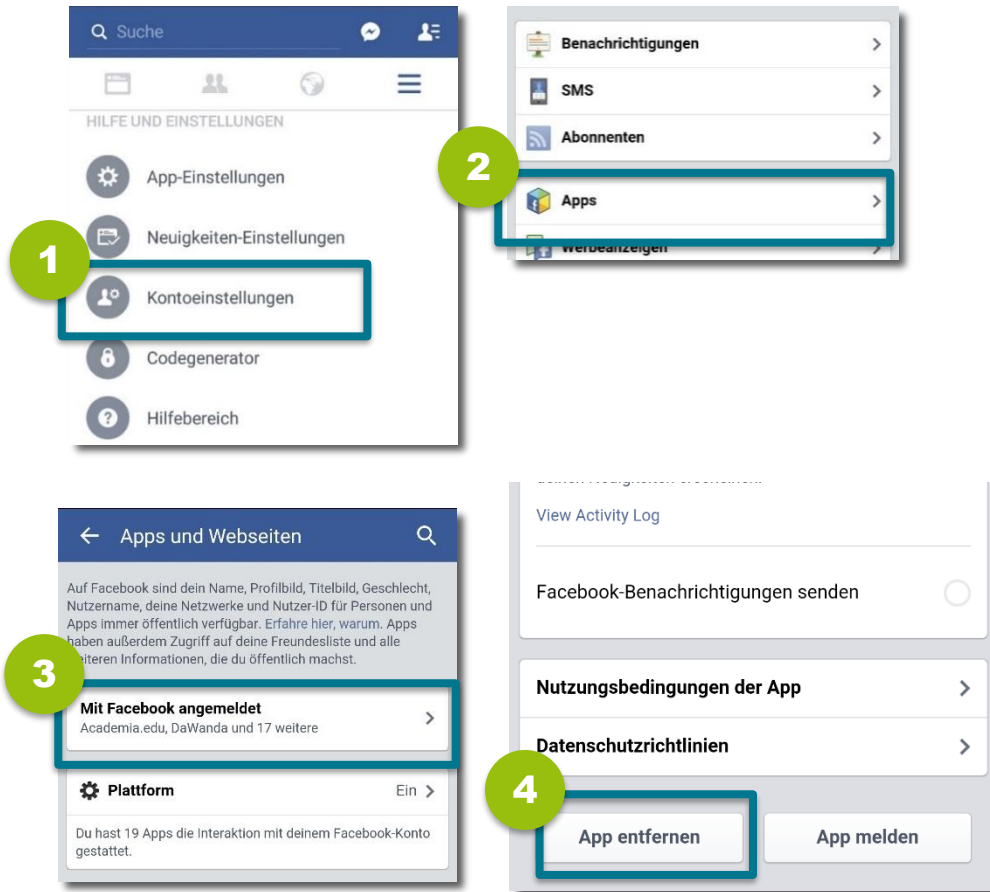 Suche
HILFE UND EINSTELLUNGEN
App-Einstellungen
Neuigkeiten-Einstellungen
1
Kontoeinstellungen
Codegenerator
Hilfebereich
Benachrichtigungen
SMS
Abonnenten
2
Apps
Werbeanzeigen
Apps und Webseiten
Auf Facebook sind dein Name, Profilbild, Titelbild, Geschlecht,
Nutzername, deine Netzwerke und Nutzer-ID für Personen und
Apps immer öffentlich verfügbar. Erfahre hier, warum. Apps
haben außerdem Zugriff auf deine Freundesliste und alle
weiteren Informationen, die du öffentlich machst.
3
Mit Facebook angemeldet
Academia.edu, DaWanda und 17 weitere
Plattform Ein
Du hast 19 Apps die Interaktion mit deinem Facebook-Konto
gestattet.
View Activity Log
Facebook-Benachrichtigungen senden
Nutzungsbedingungen der App
Datenschutzrichtlinien
4
App entfernen App melden